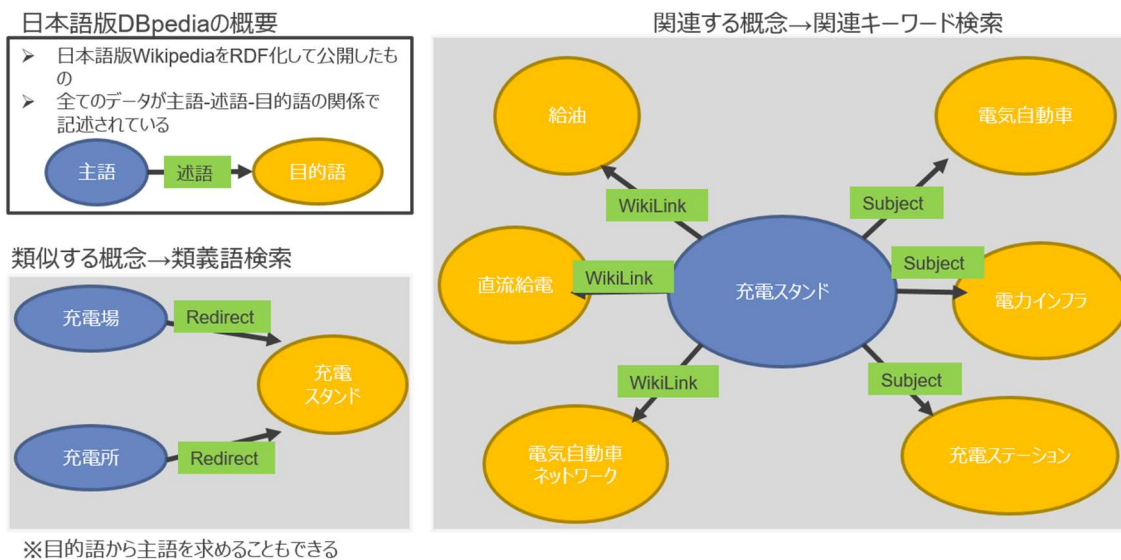 日本語版DBpediaの概要
➢ 日本語版WikipediaをRDF化して公開したも
の
➢ 全てのデータが主語-述語-目的語の関係で
記述されている
主語
述語
目的語
類似する概念→類義語検索
充電場
Redirect
充電
スタンド
充電所
Redirect
※目的語から主語を求めることもできる
関連する概念→関連キーワード検索
給油
電気自動車
WikiLink
Subject
直流給電
WikiLink
充電スタンド
Subject
電力インフラ
WikiLink
Subject
電気自動車
ネットワーク
充電ステーション